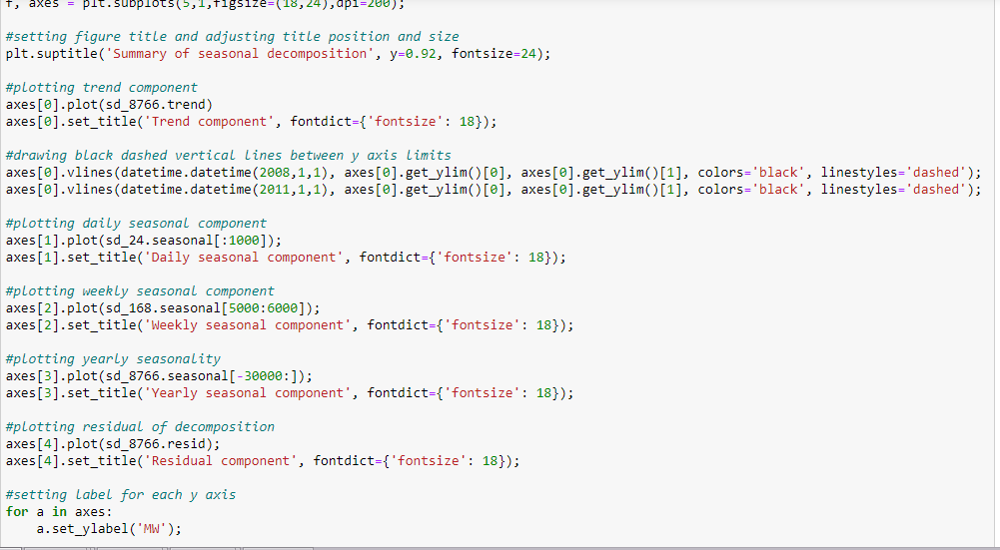 f, axes = plt.subplots(5,1,figsize=(18,24),dpi=200);
#setting figure title and adjusting title position and size
plt.suptitle('Summary of seasonal decomposition', y=0.92, fontsize=24);
#plotting trend component
axes[0].plot(sd_8766.trend)
axes[0].set_title('Trend component', fontdict={'fontsize': 18});
#drawing black dashed vertical lines between y axis limits
axes[0].vlines(datetime.datetime(2008,1,1), axes[0].get_ylim()[0], axes[0].get_ylim()[1], colors='black', linestyles='dashed');
axes[0].vlines(datetime.datetime(2011,1,1), axes[0].get_ylim()[0], axes[0].get_ylim()[1], colors='black', linestyles='dashed');
#plotting daily seasonal component
axes[1].plot(sd_24.seasonal[:1000]);
axes[1].set_title('Daily seasonal component', fontdict={'fontsize': 18});
#plotting weekly seasonal component
axes[2].plot(sd_168.seasonal[5000:6000]);
axes[2].set_title('Weekly seasonal component', fontdict={'fontsize': 18});
#plotting yearly seasonality
axes[3].plot(sd_8766.seasonal[-30000:]);
axes[3].set_title('Yearly seasonal component', fontdict={'fontsize': 18});
#plotting residual of decomposition
axes[4].plot(sd_8766.resid);
axes[4].set_title('Residual component', fontdict={'fontsize': 18});
#setting label for each y axis
for a in axes:
    a.set_ylabel('MW');